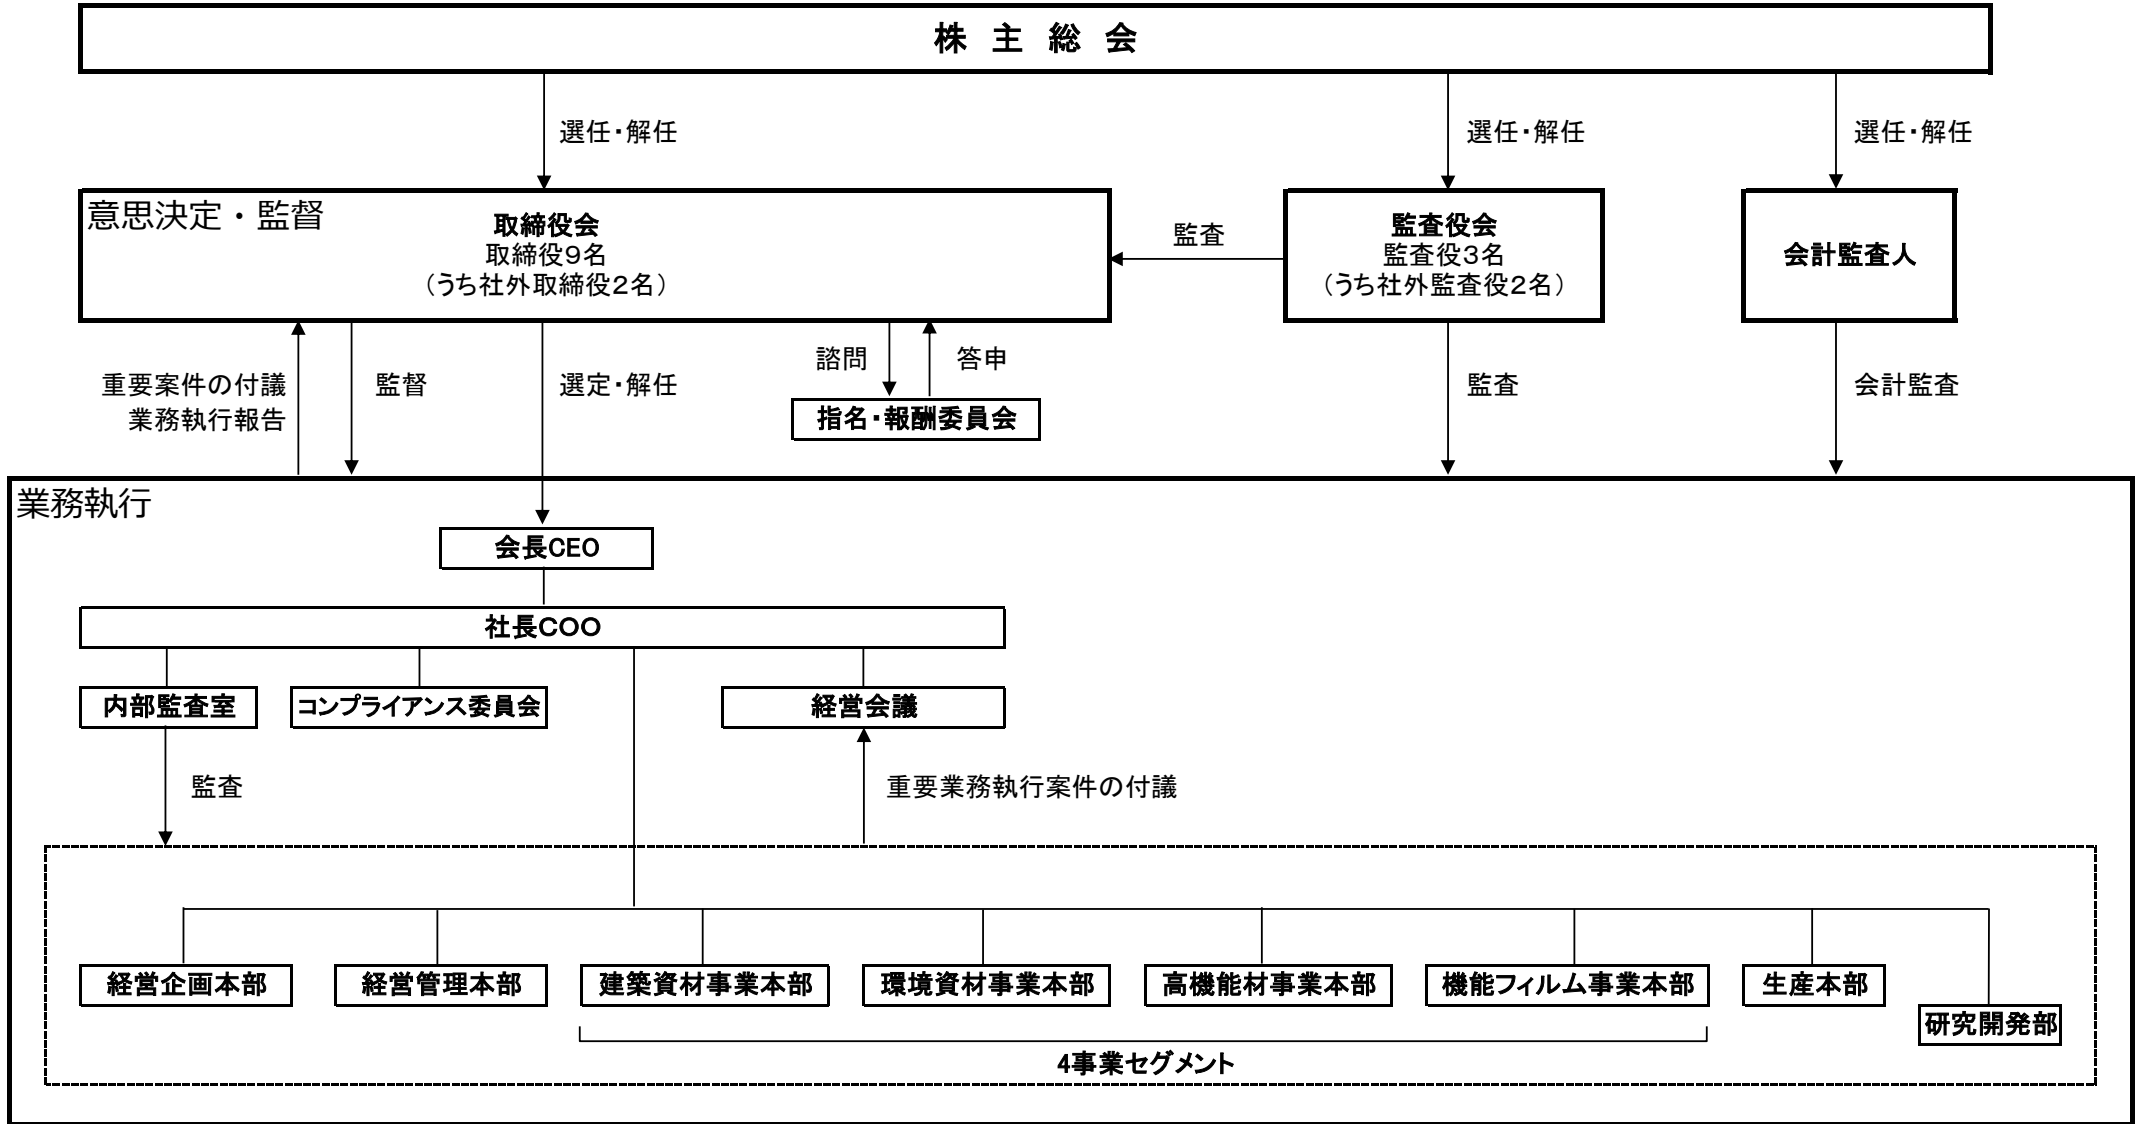 株 主 総 会
選任・解任
選任・解任
選任・解任
意思決定・監督
取締役会
取締役9名
（うち社外取締役2名）
監査
監査役会
監査役3名
（うち社外監査役2名）
会計監査人
重要案件の付議
業務執行報告
監督
選定・解任
諮問
答申
指名・報酬委員会
監査
会計監査
業務執行
会長CEO
社長COO
内部監査室
コンプライアンス委員会
経営会議
監査
重要業務執行案件の付議
経営企画本部
経営管理本部
建築資材事業本部
環境資材事業本部
高機能材事業本部
機能フィルム事業本部
生産本部
研究開発部
4事業セグメント